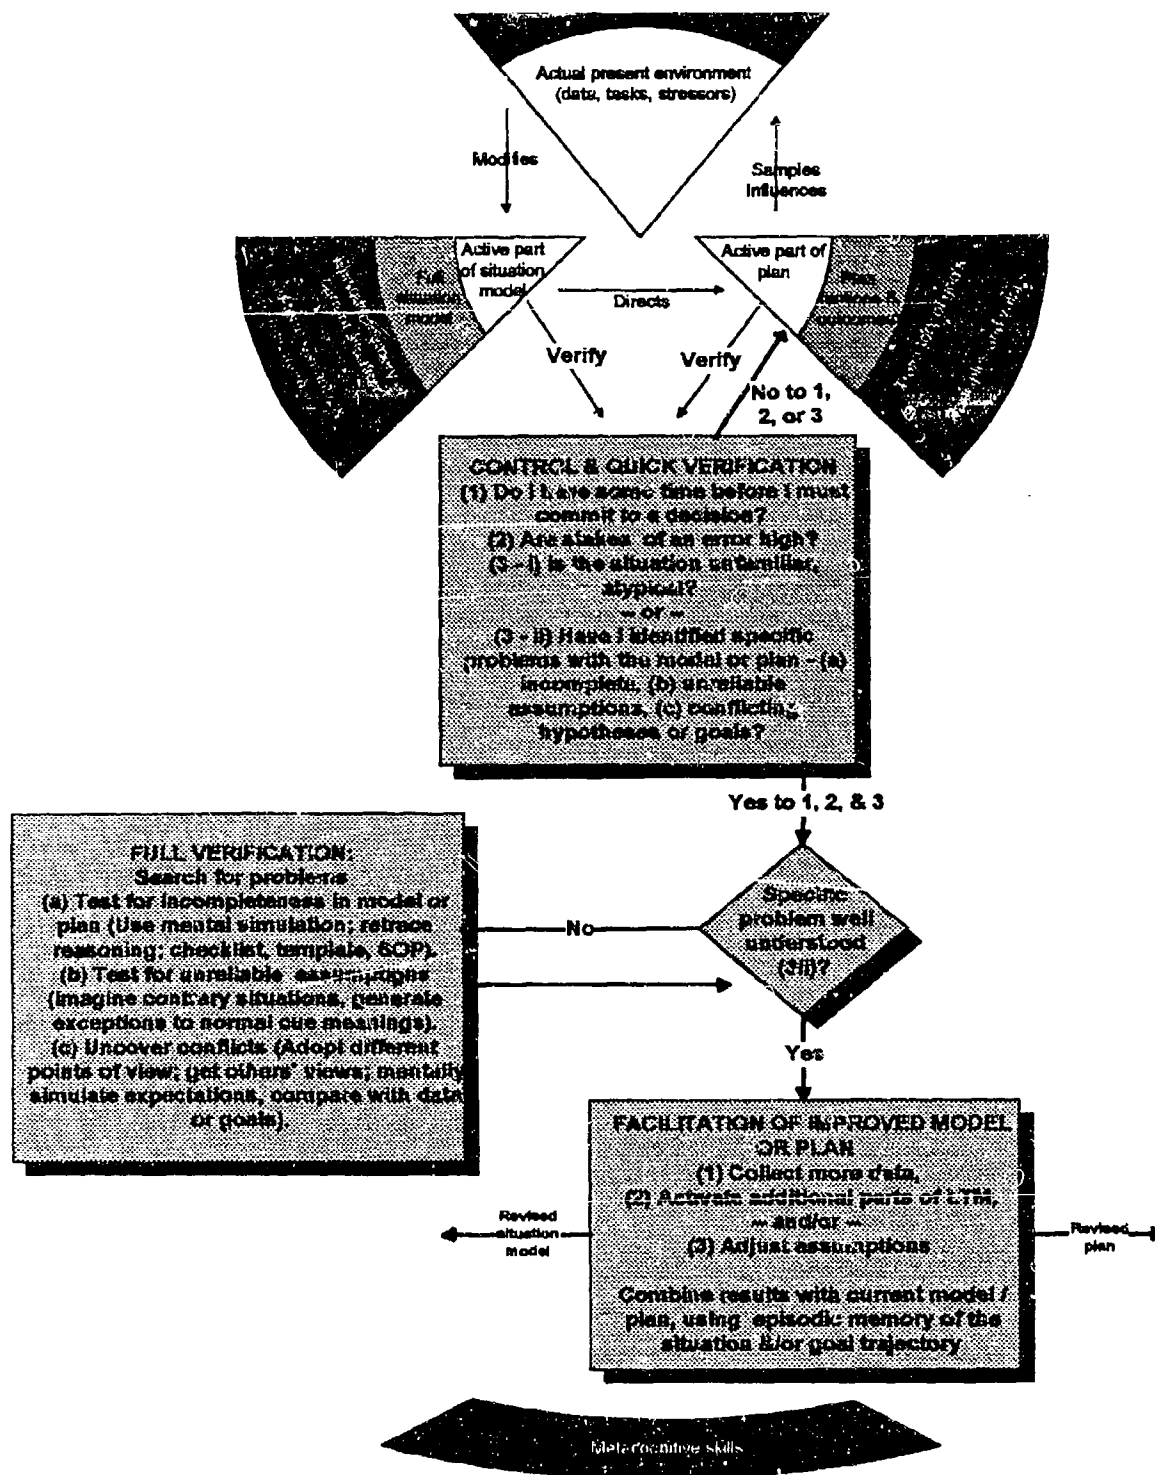 Actual present environment
(data, tasks, stressors)
Modifies
Samples
Influences
Full
situation
model
Active part
of situation
model
Directs
Active part of
plan
Plan
actions &
outcomes
Verify
Verify
No to 1,
2, or 3
CONTROL & QUICK VERIFICATION
(1) Do I have some time before I must
commit to a decision?
(2) Are stakes of an error high?
(3 - i) Is the situation unfamiliar,
atypical?
-- or --
(3 - ii) Have I identified specific
problems with the model or plan - (a)
incomplete, (b) unreliable
assumptions, (c) conflicting
hypotheses or goals?
Yes to 1, 2, & 3
FULL VERIFICATION:
Search for problems
(a) Test for incompleteness in model or
plan (Use mental simulation; retrace
reasoning; checklist, template, SOP).
(b) Test for unreliable assumptions
(imagine contrary situations, generate
exceptions to normal cue meanings).
(c) Uncover conflicts (Adopt different
points of view; get others' views; mentally
simulate expectations, compare with data
or goals).
No
Specific
problem well
understood
(3ii)?
Yes
FACILITATION OF IMPROVED MODEL
OR PLAN
(1) Collect more data,
(2) Activate additional parts of LTM,
-- and/or --
(3) Adjust assumptions
Combine results with current model /
plan, using episodic memory of the
situation &/or goal trajectory
Revised
situation
model
Revised
plan
Metacognitive skills